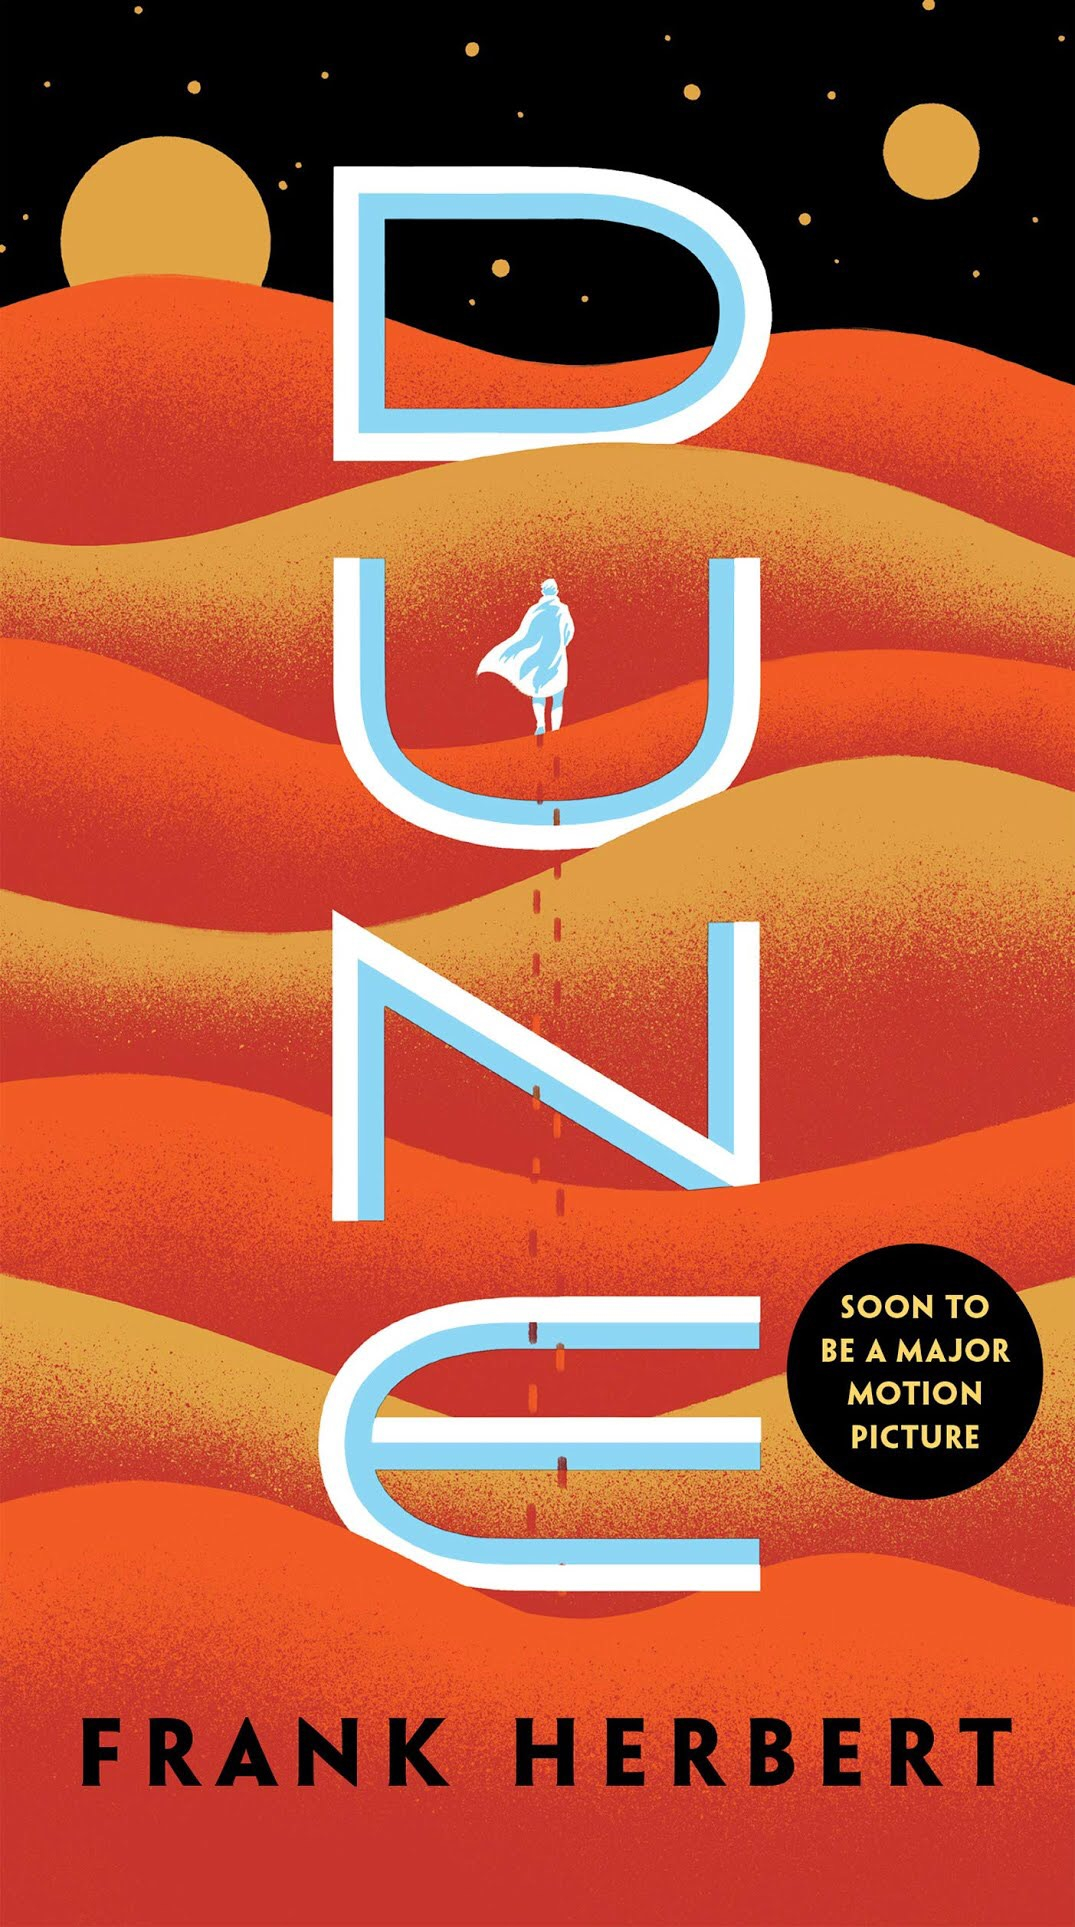 DUNE
SOON TO
BE A MAJOR
MOTION
PICTURE
FRANK HERBERT